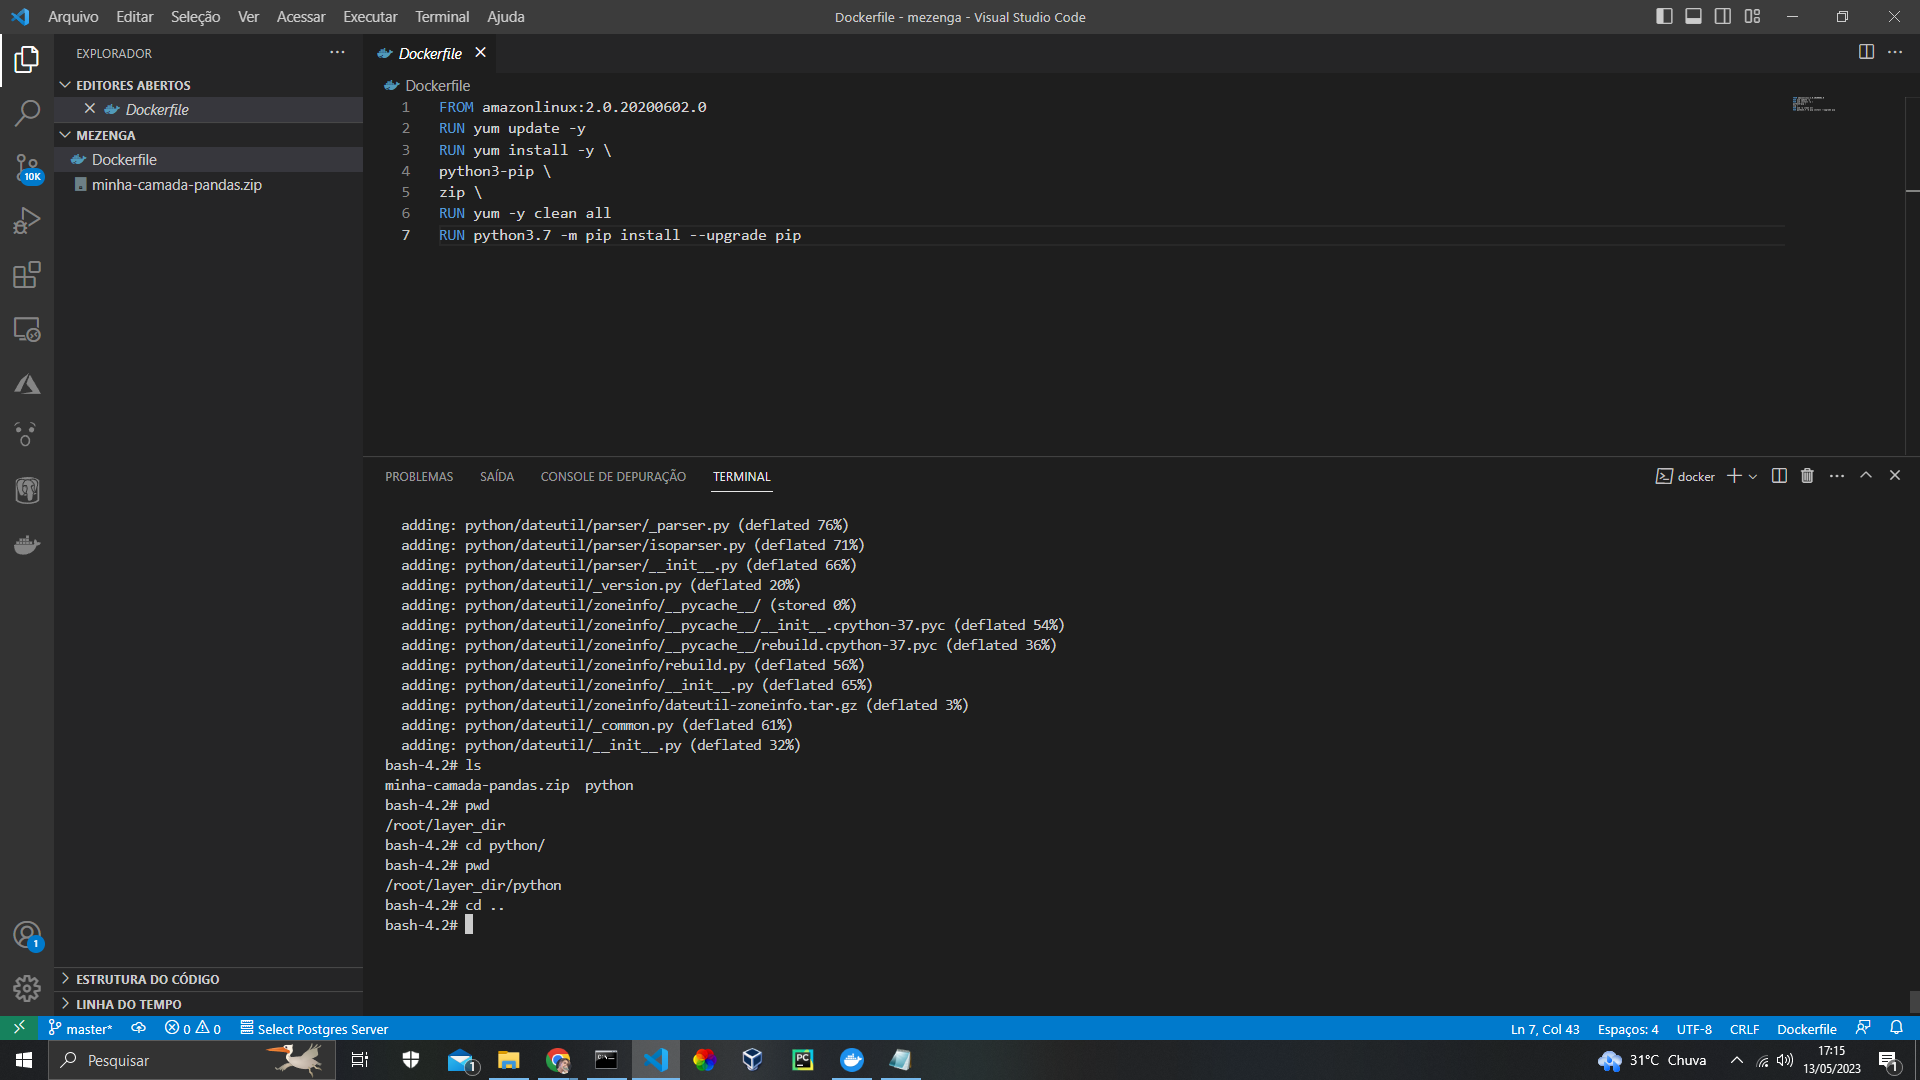 Arquivo Editar Seleção Ver Acessar Executar Terminal Ajuda
Dockerfile - mezenga - Visual Studio Code
EXPLORADOR
Dockerfile
EDITORES ABERTOS
Dockerfile
MEZENGA
Dockerfile
minha-camada-pandas.zip
10K
Dockerfile
1 FROM amazonlinux:2.0.20200602.0
2 RUN yum update -y
3 RUN yum install -y \
4 python3-pip \
5 zip \
6 RUN yum -y clean all
7 RUN python3.7 -m pip install --upgrade pip
PROBLEMAS SAÍDA CONSOLE DE DEPURAÇÃO TERMINAL
docker
adding: python/dateutil/parser/_parser.py (deflated 76%)
adding: python/dateutil/parser/isoparser.py (deflated 71%)
adding: python/dateutil/parser/__init__.py (deflated 66%)
adding: python/dateutil/_version.py (deflated 20%)
adding: python/dateutil/zoneinfo/__pycache__/ (stored 0%)
adding: python/dateutil/zoneinfo/__pycache__/__init__.cpython-37.pyc (deflated 54%)
adding: python/dateutil/zoneinfo/__pycache__/rebuild.cpython-37.pyc (deflated 36%)
adding: python/dateutil/zoneinfo/rebuild.py (deflated 56%)
adding: python/dateutil/zoneinfo/__init__.py (deflated 65%)
adding: python/dateutil/zoneinfo/dateutil-zoneinfo.tar.gz (deflated 3%)
adding: python/dateutil/_common.py (deflated 61%)
adding: python/dateutil/__init__.py (deflated 32%)
bash-4.2# ls
minha-camada-pandas.zip python
bash-4.2# pwd
/root/layer_dir
bash-4.2# cd python/
bash-4.2# pwd
/root/layer_dir/python
bash-4.2# cd ..
bash-4.2#
1
ESTRUTURA DO CÓDIGO
LINHA DO TEMPO
master* 0 0 Select Postgres Server
Ln 7, Col 43 Espaços: 4 UTF-8 CRLF Dockerfile
Pesquisar
1
PC
31°C Chuva
17:15
13/05/2023
1